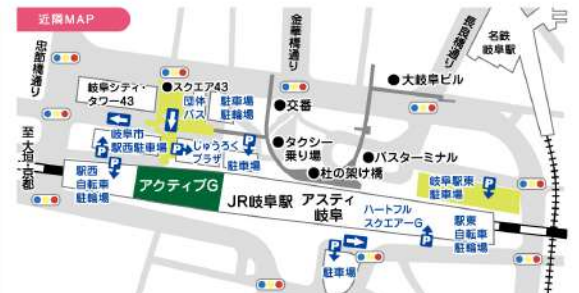 近隣MAP
忠節橋通り
金華橋通り
長良橋通り
名鉄
岐阜駅
岐阜シティ・
タワー43
スクエア43
団体
バス
駐車場
駐輪場
交番
大岐阜ビル
岐阜市
駅西駐車場
じゅうろく
プラザ
駐車場
タクシー
乗り場
バスターミナル
杜の架け橋
至大垣・京都
駅西
自転車
駐輪場
アクティブG
JR岐阜駅
アスティ
岐阜
ハートフル
スクエアーG
岐阜駅東
駐車場
駅東
自転車
駐輪場
駐車場
P
P
P
P
P
P
P